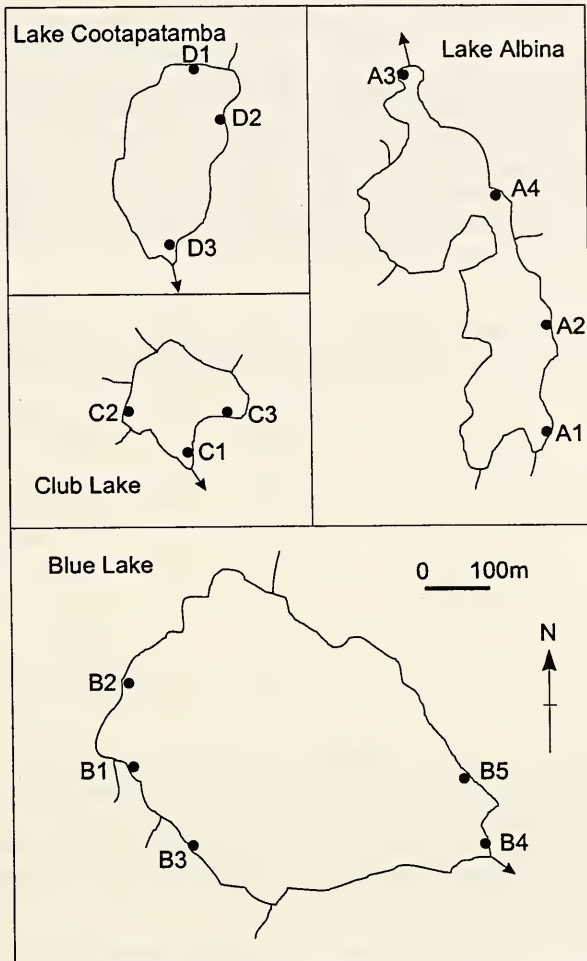 Lake Cootapatamba
D1
D2
D3
Lake Albina
A3
A4
A2
A1
C2
C3
C1
Club Lake
Blue Lake
0 100m
N
B2
B1
B3
B5
B4